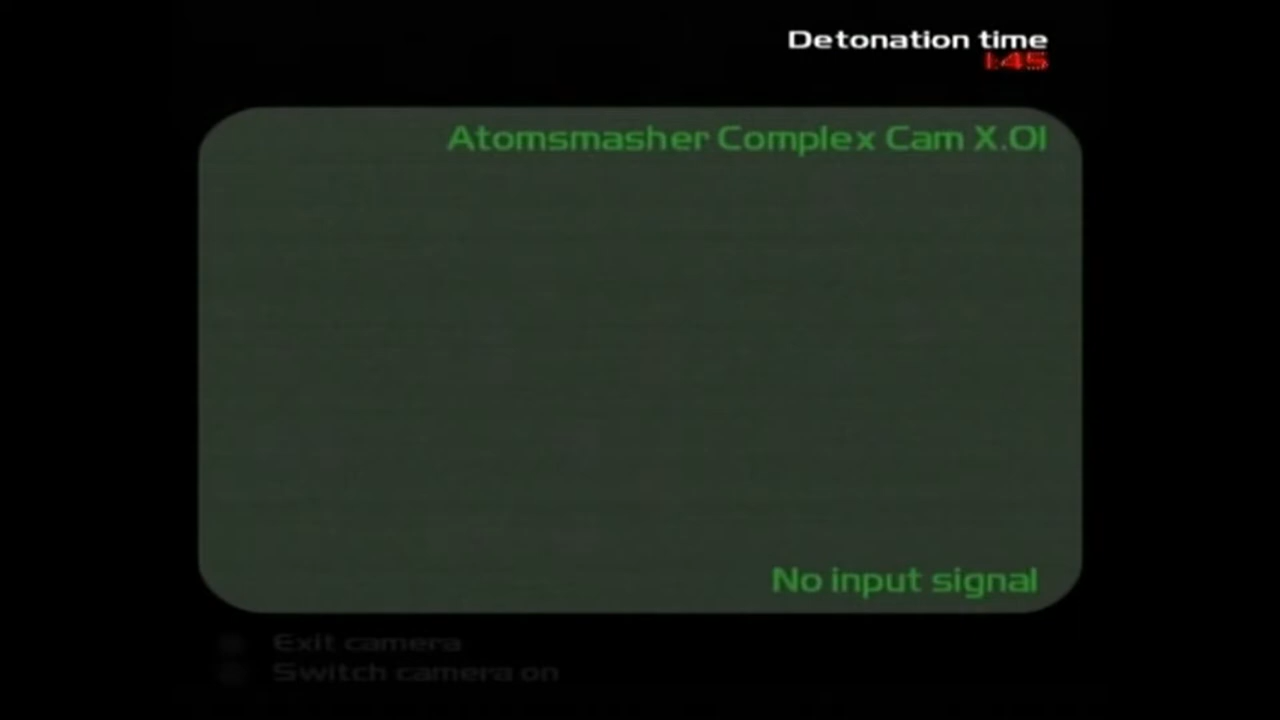 Detonation time
1:45
Atomsmasher Complex Cam X.01
No input signal
Exit camera
Switch camera on